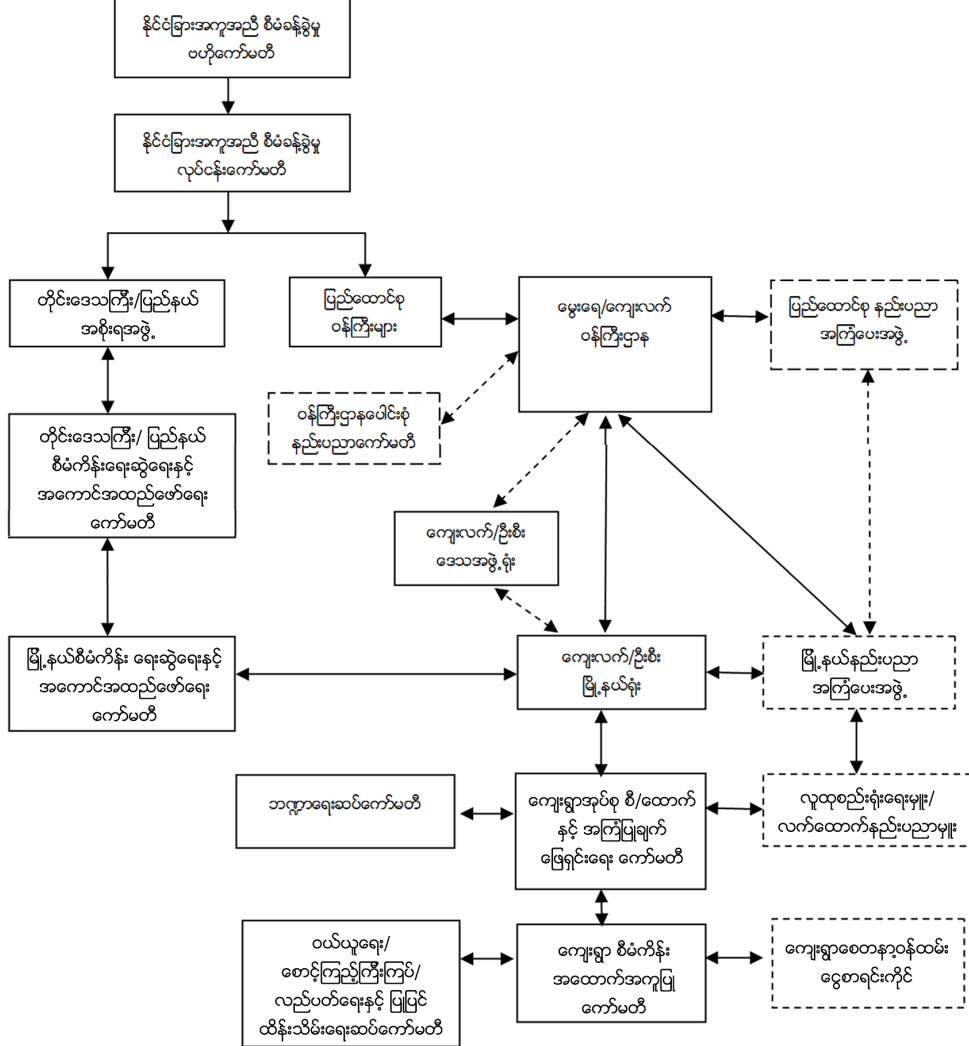 နိုင်ငံခြားအကူအညီ စီမံခန့်ခွဲမှု
ဗဟိုကော်မတီ
နိုင်ငံခြားအကူအညီ စီမံခန့်ခွဲမှု
လုပ်ငန်းကော်မတီ
တိုင်းဒေသကြီး/ပြည်နယ်
အစိုးရအဖွဲ့
ပြည်ထောင်စု
ဝန်ကြီးများ
မွေးရေ/ကျေးလက်
ဝန်ကြီးဌာန
ပြည်ထောင်စု နည်းပညာ
အကြံပေးအဖွဲ့
ဝန်ကြီးဌာနပေါင်းစုံ
နည်းပညာကော်မတီ
တိုင်းဒေသကြီး/ ပြည်နယ်
စီမံကိန်းရေးဆွဲရေးနှင့်
အကောင်အထည်ဖော်ရေး
ကော်မတီ
ကျေးလက်/ဦးစီး
ဒေသအဖွဲ့ရုံး
မြို့နယ်စီမံကိန်း ရေးဆွဲရေးနှင့်
အကောင်အထည်ဖော်ရေး
ကော်မတီ
ကျေးလက်/ဦးစီး
မြို့နယ်ရုံး
မြို့နယ်နည်းပညာ
အကြံပေးအဖွဲ့
ဘဏ္ဍာရေးဆပ်ကော်မတီ
ကျေးရွာအုပ်စု စီ/ထောက်
နှင့် အကြံပြုချက်
ဖြေရှင်းရေး ကော်မတီ
လူထုစည်းရုံးရေးမှူး/
လက်ထောက်နည်းပညာမှူး
ဝယ်ယူရေး/
စောင့်ကြည့်ကြီးကြပ်/
လည်ပတ်ရေးနှင့် ပြုပြင်
ထိန်းသိမ်းရေးဆပ်ကော်မတီ
ကျေးရွာ စီမံကိန်း
အထောက်အကူပြု
ကော်မတီ
ကျေးရွာစေတနာ့ဝန်ထမ်း
ငွေစာရင်းကိုင်